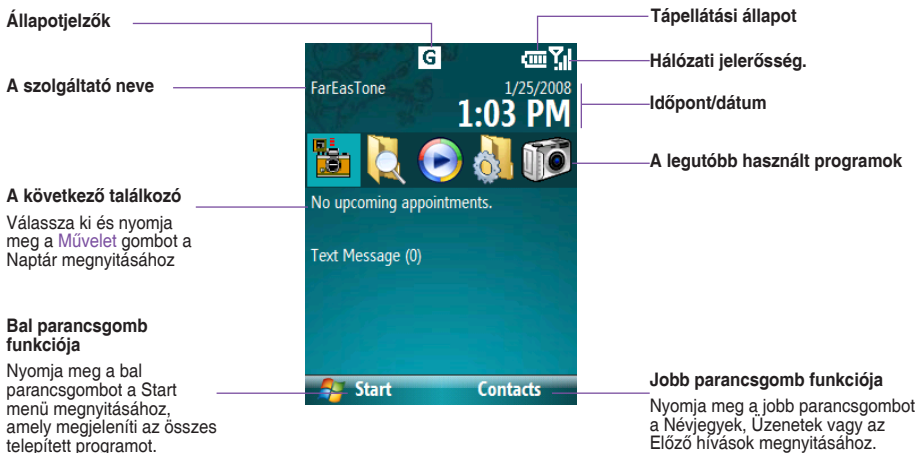 Állapotjelzők
A szolgáltató neve
A következő találkozó
Válassza ki és nyomja
meg a Művelet gombot a
Naptár megnyitásához
Bal parancsgomb
funkciója
Nyomja meg a bal
parancsgombot a Start
menü megnyitásához,
amely megjeleníti az összes
telepített programot.
G
FarEasTone
1/25/2008
1:03 PM
No upcoming appointments.
Text Message (0)
Start
Contacts
Tápellátási állapot
Hálózati jelerősség.
Időpont/dátum
A legutóbb használt programok
Jobb parancsgomb funkciója
Nyomja meg a jobb parancsgombot
a Névjegyek, Üzenetek vagy az
Előző hívások megnyitásához.